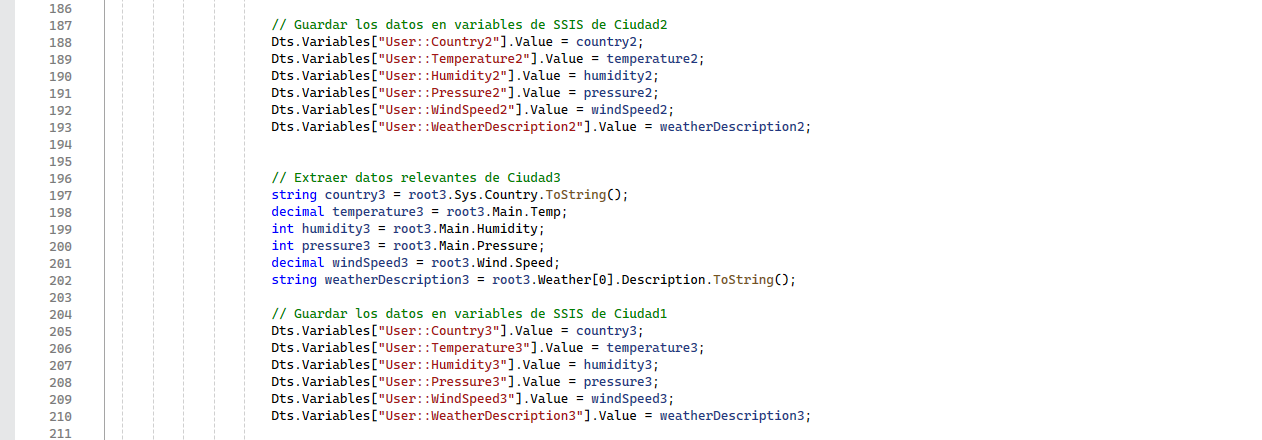 186
187 // Guardar los datos en variables de SSIS de Ciudad2
188 Dts.Variables["User::Country2"].Value = country2;
189 Dts.Variables["User::Temperature2"].Value = temperature2;
190 Dts.Variables["User::Humidity2"].Value = humidity2;
191 Dts.Variables["User::Pressure2"].Value = pressure2;
192 Dts.Variables["User::WindSpeed2"].Value = windSpeed2;
193 Dts.Variables["User::WeatherDescription2"].Value = weatherDescription2;
194
195
196 // Extraer datos relevantes de Ciudad3
197 string country3 = root3.Sys.Country.ToString();
198 decimal temperature3 = root3.Main.Temp;
199 int humidity3 = root3.Main.Humidity;
200 int pressure3 = root3.Main.Pressure;
201 decimal windSpeed3 = root3.Wind.Speed;
202 string weatherDescription3 = root3.Weather[0].Description.ToString();
203
204 // Guardar los datos en variables de SSIS de Ciudad1
205 Dts.Variables["User::Country3"].Value = country3;
206 Dts.Variables["User::Temperature3"].Value = temperature3;
207 Dts.Variables["User::Humidity3"].Value = humidity3;
208 Dts.Variables["User::Pressure3"].Value = pressure3;
209 Dts.Variables["User::WindSpeed3"].Value = windSpeed3;
210 Dts.Variables["User::WeatherDescription3"].Value = weatherDescription3;
211